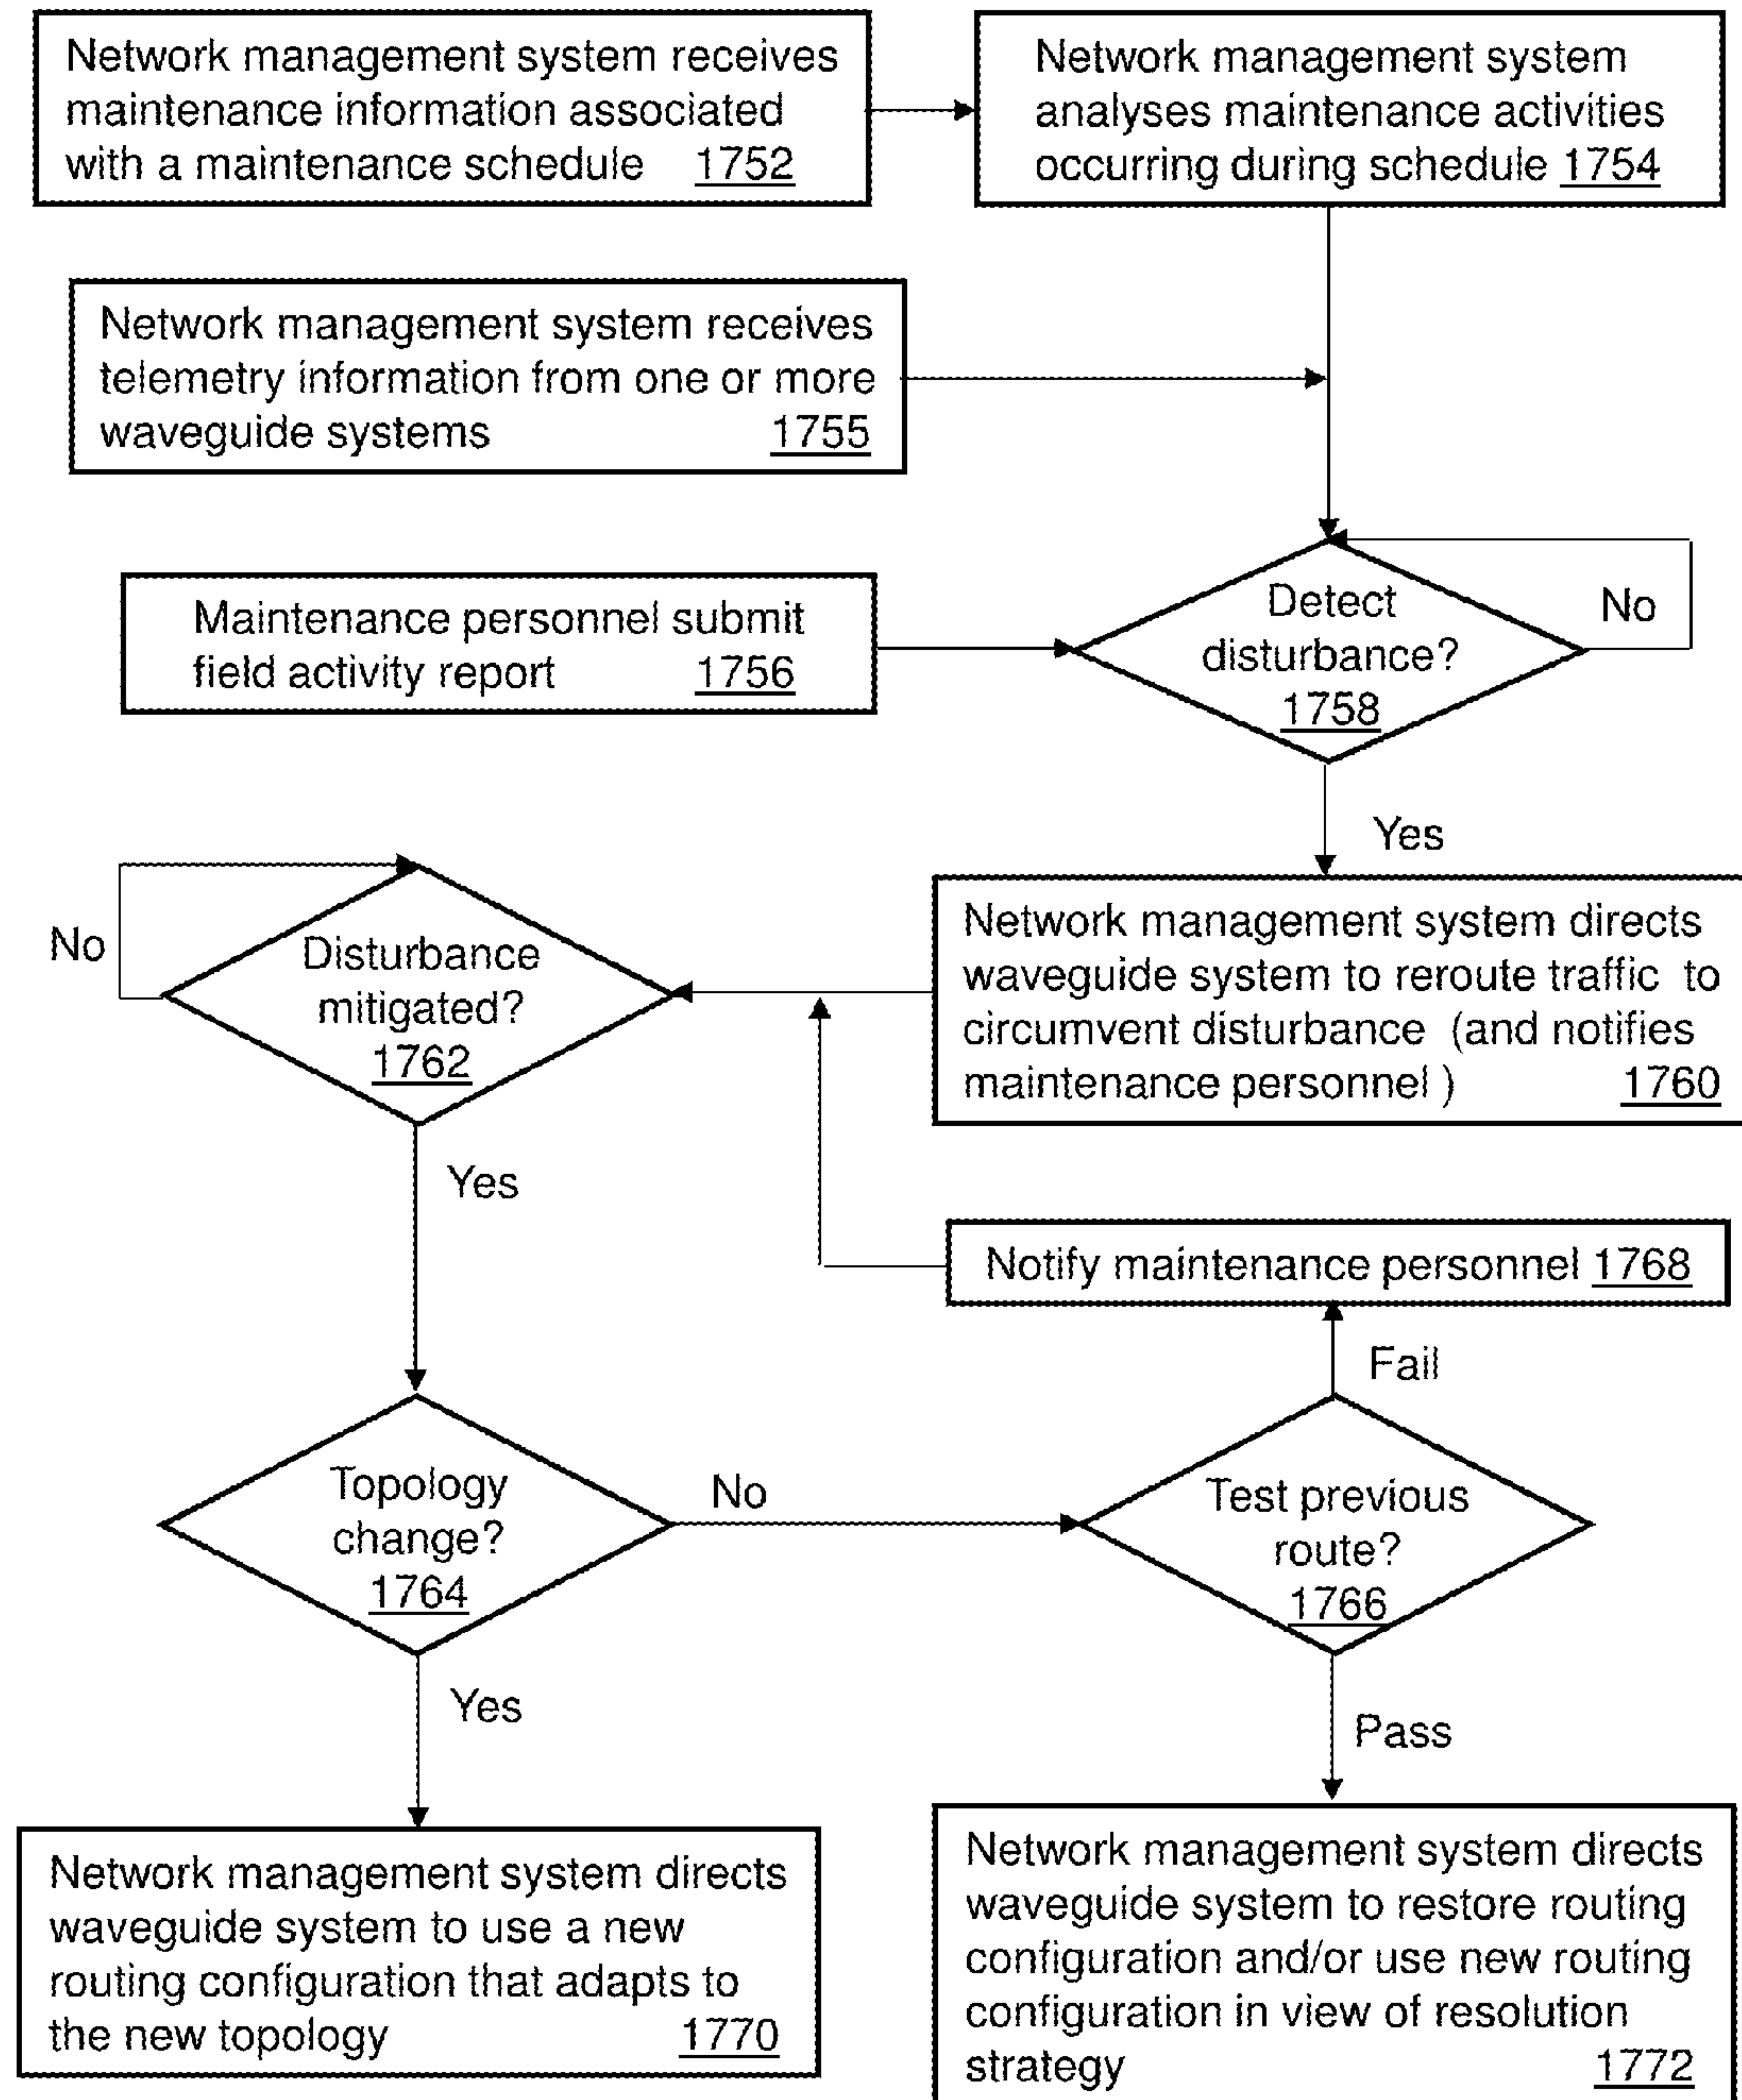 Network management system receives
maintenance information associated
with a maintenance schedule 1752
Network management system
analyses maintenance activities
occurring during schedule 1754
Network management system receives
telemetry information from one or more
waveguide systems 1755
Maintenance personnel submit
field activity report 1756
Detect
disturbance?
1758
No
Yes
Network management system directs
waveguide system to reroute traffic to
circumvent disturbance (and notifies
maintenance personnel ) 1760
Disturbance
mitigated?
1762
No
Yes
Notify maintenance personnel 1768
Fail
Topology
change?
1764
No
Test previous
route?
1766
Yes
Pass
Network management system directs
waveguide system to use a new
routing configuration that adapts to
the new topology 1770
Network management system directs
waveguide system to restore routing
configuration and/or use new routing
configuration in view of resolution
strategy 1772